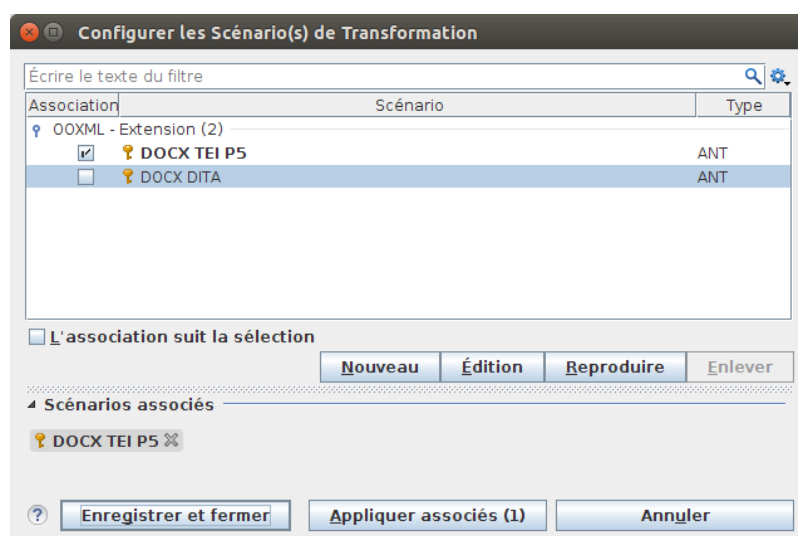 Configurer les Scénario(s) de Transformation
Écrire le texte du filtre
Association Scénario Type
OOXML - Extension (2)
DOCX TEI P5 ANT
DOCX DITA ANT
L'association suit la sélection
Nouveau Édition Reproduire Enlever
Scénarios associés
DOCX TEI P5
? Enregistrer et fermer Appliquer associés (1) Annuler